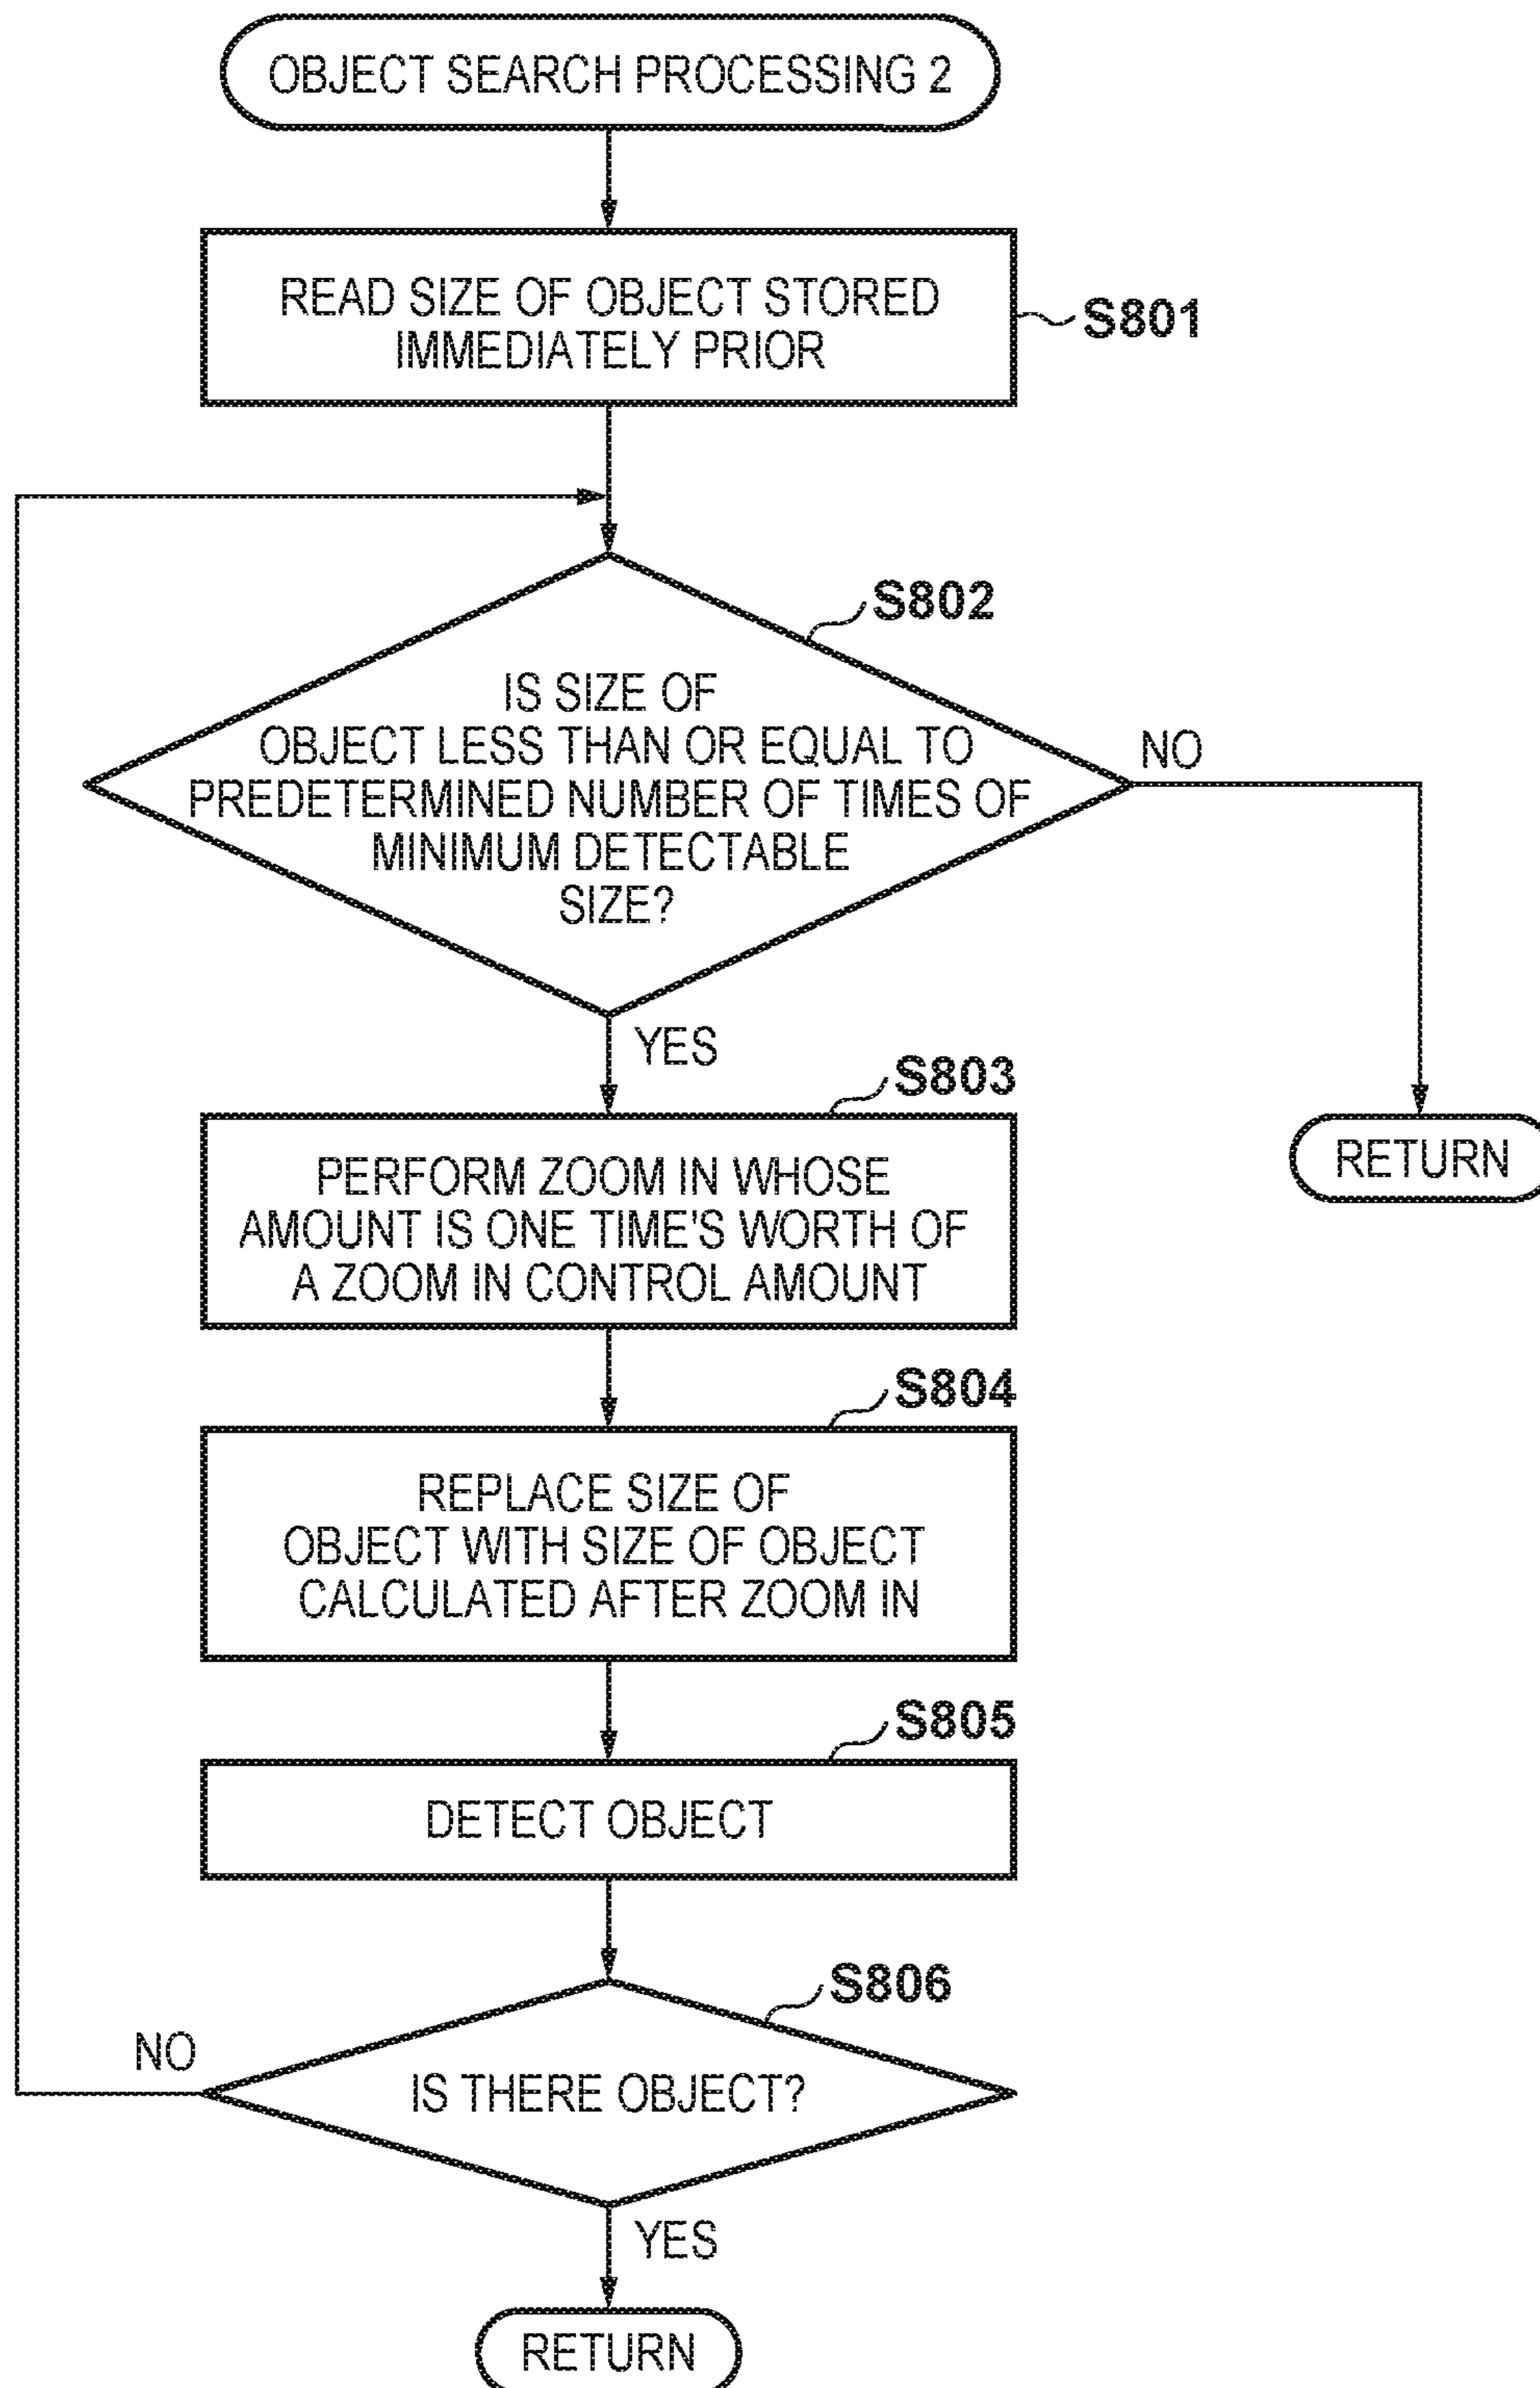 OBJECT SEARCH PROCESSING 2
READ SIZE OF OBJECT STORED
IMMEDIATELY PRIOR
S801
S802
IS SIZE OF
OBJECT LESS THAN OR EQUAL TO
PREDETERMINED NUMBER OF TIMES OF
MINIMUM DETECTABLE
SIZE?
NO
YES
S803
PERFORM ZOOM IN WHOSE
AMOUNT IS ONE TIME'S WORTH OF
A ZOOM IN CONTROL AMOUNT
RETURN
S804
REPLACE SIZE OF
OBJECT WITH SIZE OF OBJECT
CALCULATED AFTER ZOOM IN
S805
DETECT OBJECT
S806
NO
IS THERE OBJECT?
YES
RETURN